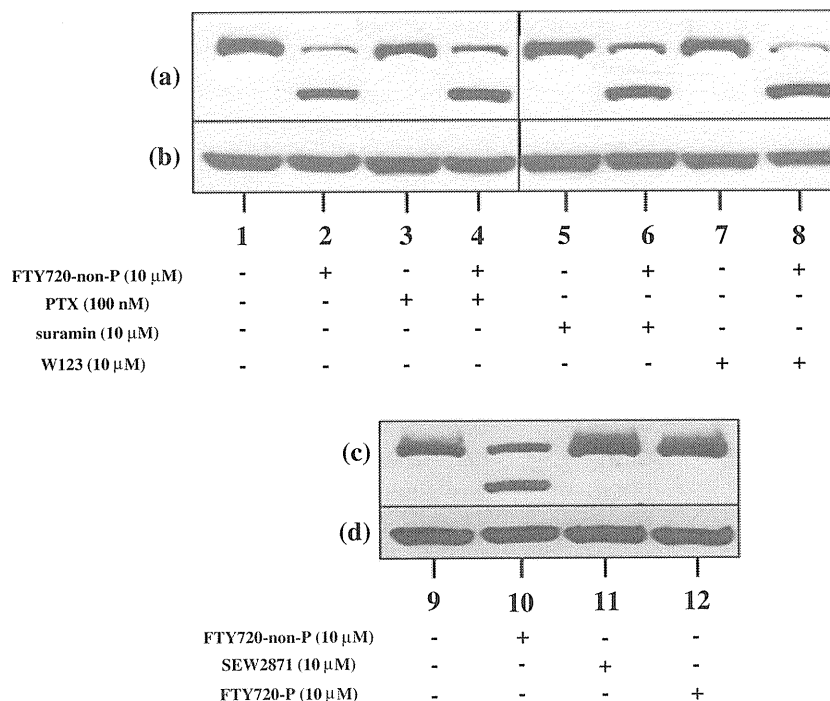 (a)
(b)
1 2 3 4 5 6 7 8
FTY720-non-P (10 μM) - + - + - + - +
PTX (100 nM) - - + + - - - -
suramin (10 μM) - - - - + + - -
W123 (10 μM) - - - - - - + +
(c)
(d)
9 10 11 12
FTY720-non-P (10 μM) - + - -
SEW2871 (10 μM) - - + -
FTY720-P (10 μM) - - - +